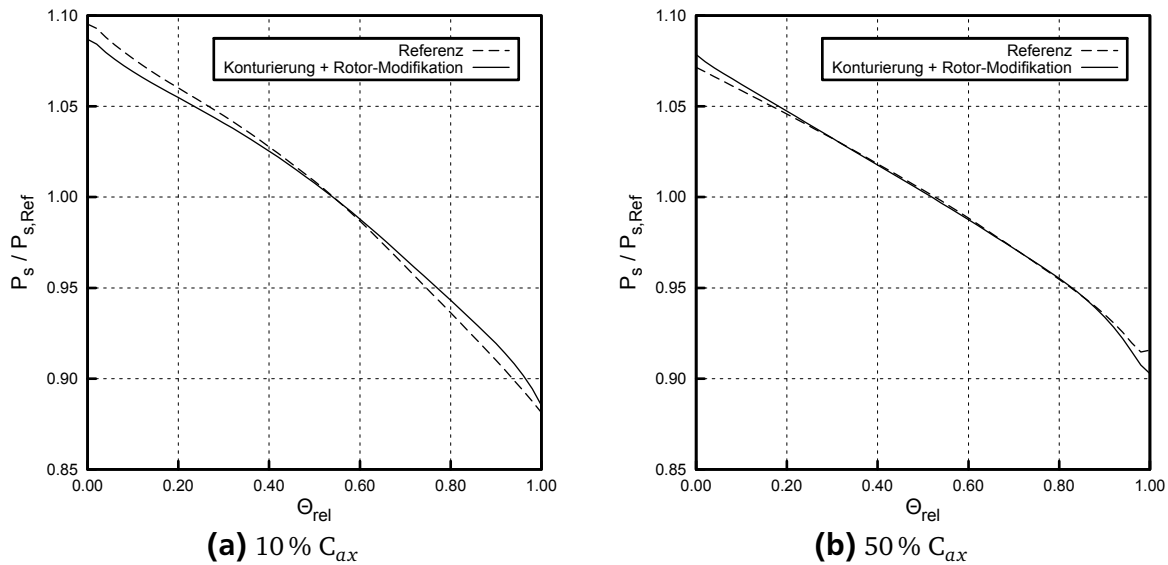 1.10
1.05
1.00
0.95
0.90
0.85
P_s / P_s,Ref
Referenz
Konturierung + Rotor-Modifikation
0.00 0.20 0.40 0.60 0.80 1.00
Θ_rel
(a) 10 % C_ax
1.10
1.05
1.00
0.95
0.90
0.85
P_s / P_s,Ref
Referenz
Konturierung + Rotor-Modifikation
0.00 0.20 0.40 0.60 0.80 1.00
Θ_rel
(b) 50 % C_ax